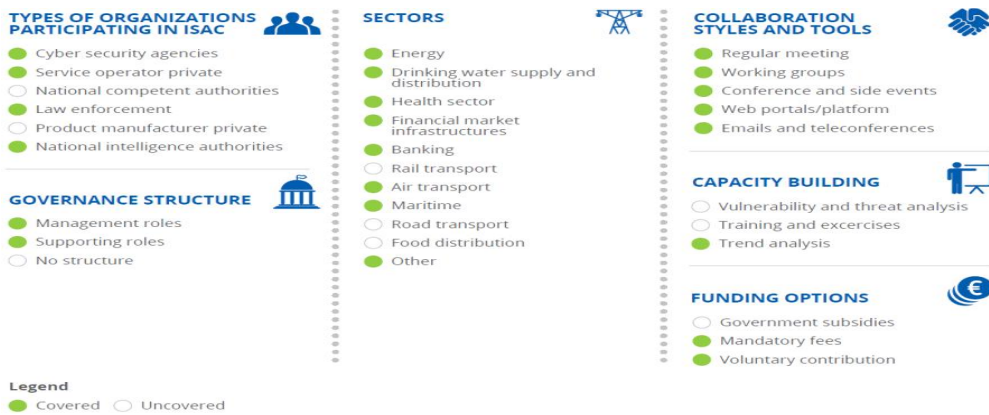 TYPES OF ORGANIZATIONS
PARTICIPATING IN ISAC
Cyber security agencies
Service operator private
National competent authorities
Law enforcement
Product manufacturer private
National intelligence authorities
GOVERNANCE STRUCTURE
Management roles
Supporting roles
No structure
SECTORS
Energy
Drinking water supply and
distribution
Health sector
Financial market
infrastructures
Banking
Rail transport
Air transport
Maritime
Road transport
Food distribution
Other
COLLABORATION
STYLES AND TOOLS
Regular meeting
Working groups
Conference and side events
Web portals/platform
Emails and teleconferences
CAPACITY BUILDING
Vulnerability and threat analysis
Training and excercises
Trend analysis
FUNDING OPTIONS
€
Government subsidies
Mandatory fees
Voluntary contribution
Legend
Covered Uncovered